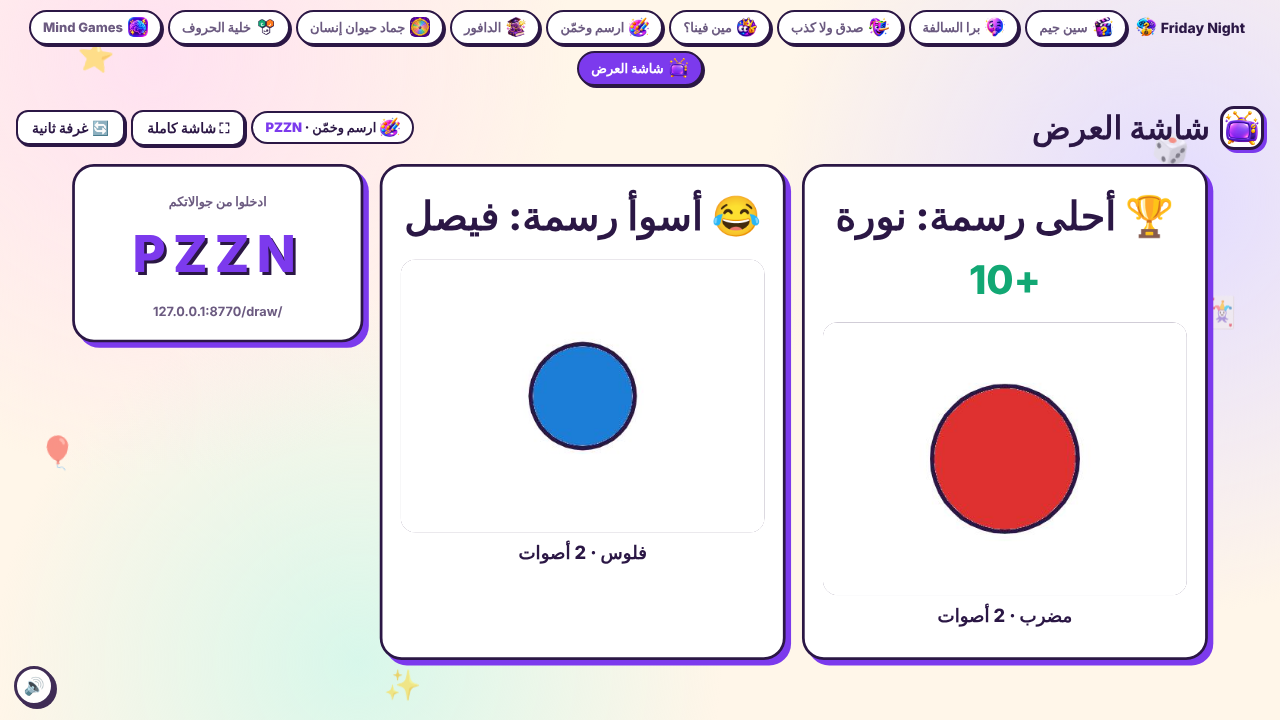 Friday Night
سين جيم
برا السالفة
صدق ولا كذب
مين فينا؟
ارسم وخمّن
الدافور
جماد حيوان إنسان
خلية الحروف
Mind Games
شاشة العرض
شاشة العرض
ارسم وخمّن · PZZN
شاشة كاملة
غرفة ثانية
أحلى رسمة: نورة
+10
مضرب · 2 أصوات
أسوأ رسمة: فيصل
فلوس · 2 أصوات
ادخلوا من جوالاتكم
PZZN
127.0.0.1:8770/draw/